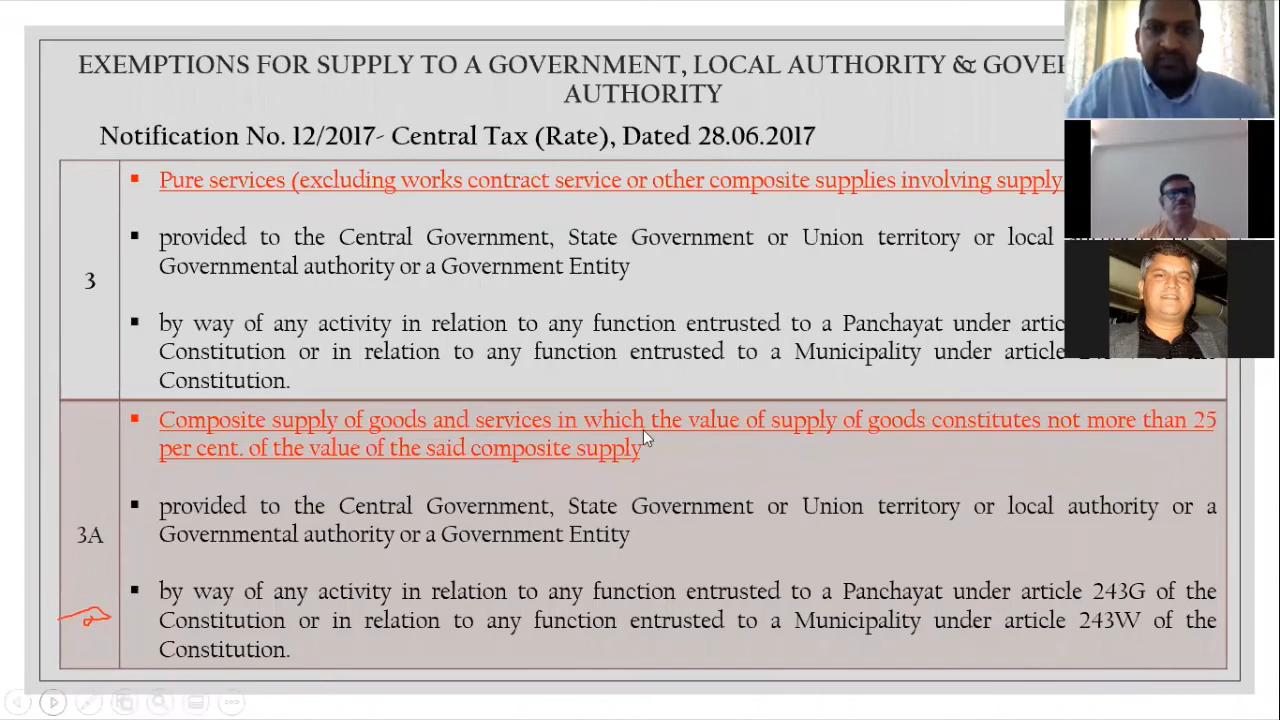 EXEMPTIONS FOR SUPPLY TO A GOVERNMENT, LOCAL AUTHORITY &
AUTHORITY
Notification No. 12/2017- Central Tax (Rate), Dated 28.06.2017
3
▪ Pure services (excluding works contract service or other composite supplies involving supply
▪ provided to the Central Government, State Government or Union territory or local
Governmental authority or a Government Entity
▪ by way of any activity in relation to any function entrusted to a Panchayat under
Constitution or in relation to any function entrusted to a Municipality under article
Constitution.
3A
▪ Composite supply of goods and services in which the value of supply of goods constitutes not more than 25
per cent. of the value of the said composite supply
▪ provided to the Central Government, State Government or Union territory or local authority or a
Governmental authority or a Government Entity
▪ by way of any activity in relation to any function entrusted to a Panchayat under article 243G of the
Constitution or in relation to any function entrusted to a Municipality under article 243W of the
Constitution.